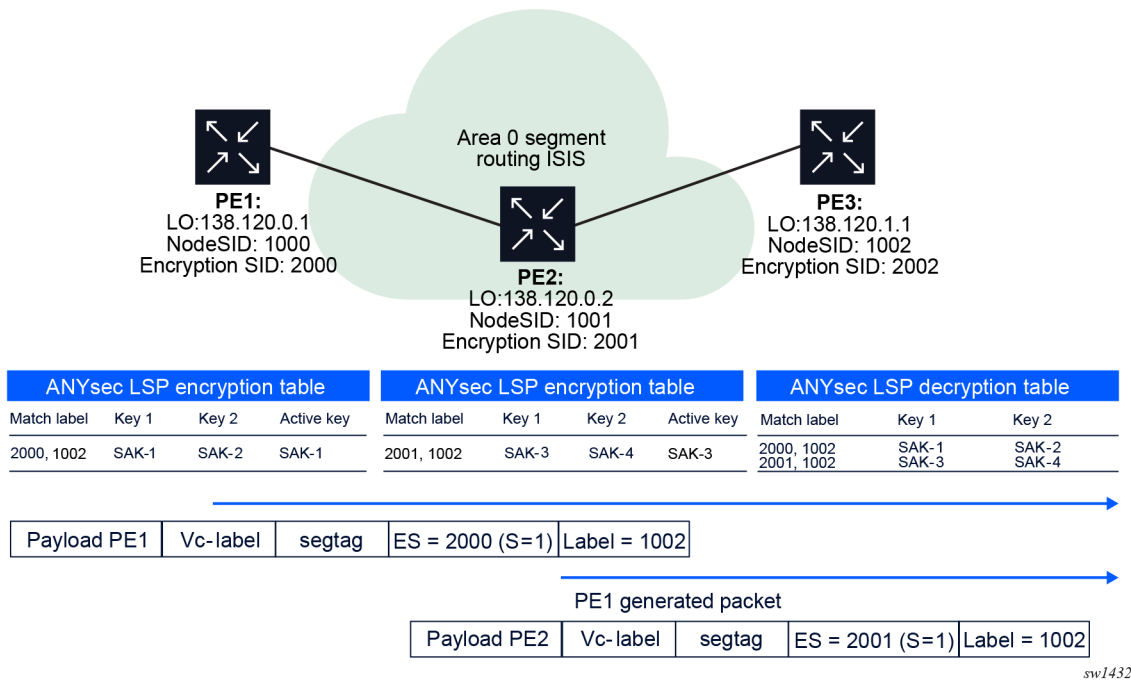 Area 0 segment
routing ISIS
PE1:
LO:138.120.0.1
NodeSID: 1000
Encryption SID: 2000
PE2:
LO:138.120.0.2
NodeSID: 1001
Encryption SID: 2001
PE3:
LO:138.120.1.1
NodeSID: 1002
Encryption SID: 2002
ANYsec LSP encryption table
Match label Key 1 Key 2 Active key
2000, 1002 SAK-1 SAK-2 SAK-1
ANYsec LSP encryption table
Match label Key 1 Key 2 Active key
2001, 1002 SAK-3 SAK-4 SAK-3
ANYsec LSP decryption table
Match label Key 1 Key 2
2000, 1002 SAK-1 SAK-2
2001, 1002 SAK-3 SAK-4
Payload PE1 Vc-label segtag ES = 2000 (S=1) Label = 1002
PE1 generated packet
Payload PE2 Vc-label segtag ES = 2001 (S=1) Label = 1002
sw1432